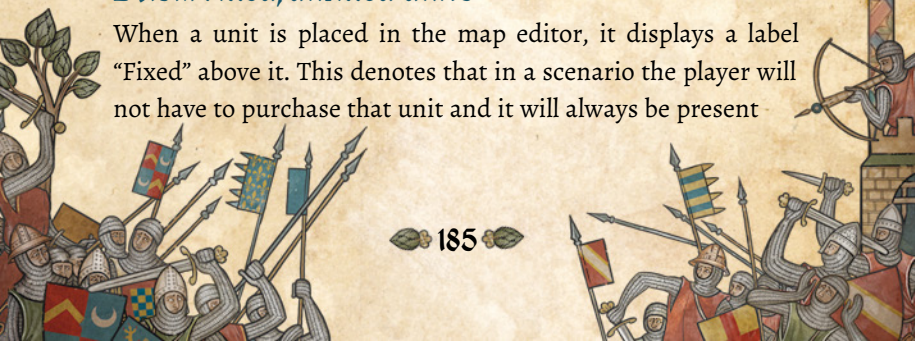 When a unit is placed in the map editor, it displays a label
“Fixed” above it. This denotes that in a scenario the player will
not have to purchase that unit and it will always be present
185